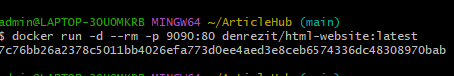 admin@LAPTOP-3OUOMKRB MINGW64 ~/ArticleHub (main)
$ docker run -d --rm -p 9090:80 denrezit/html-website:latest
7c76bb26a2378c5011bb4026efa773d0ee4aed3e8ceb6574336dc48308970bab